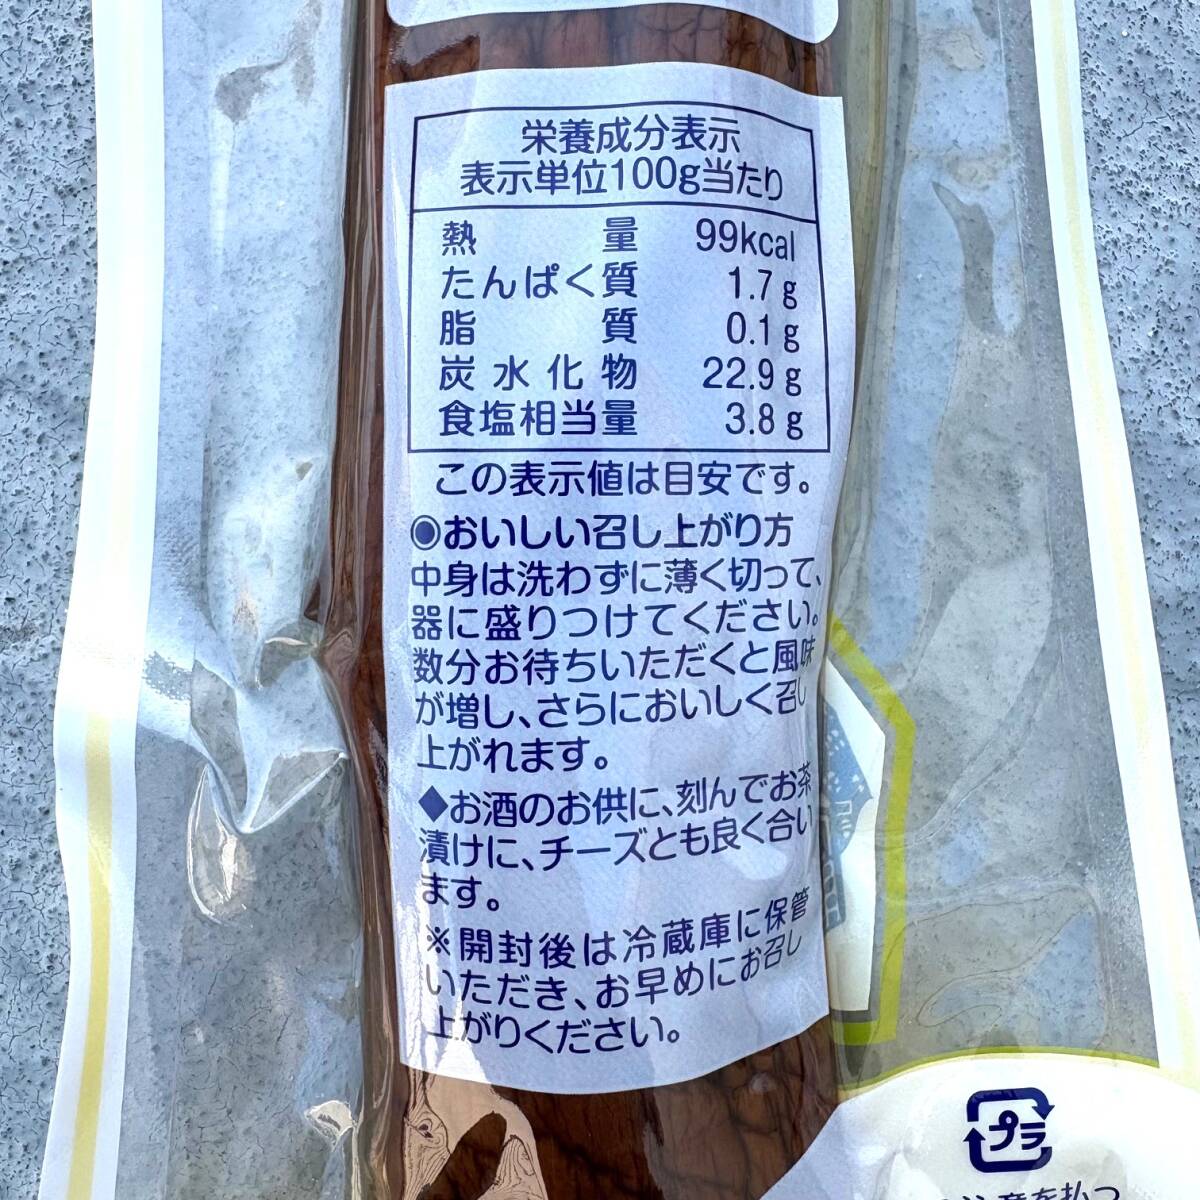 栄養成分表示
表示単位100g当たり
熱量 99kcal
たんぱく質 1.7g
脂質 0.1g
炭水化物 22.9g
食塩相当量 3.8g
この表示値は目安です。
◉おいしい召し上がり方
中身は洗わずに薄く切って、
器に盛りつけてください。
数分お待ちいただくと風味
が増し、さらにおいしく召し
上がれます。
◆お酒のお供に、刻んでお茶
漬けに、チーズとも良く合い
ます。
※開封後は冷蔵庫に保管
いただき、お早めにお召し
上がりください。
プラ